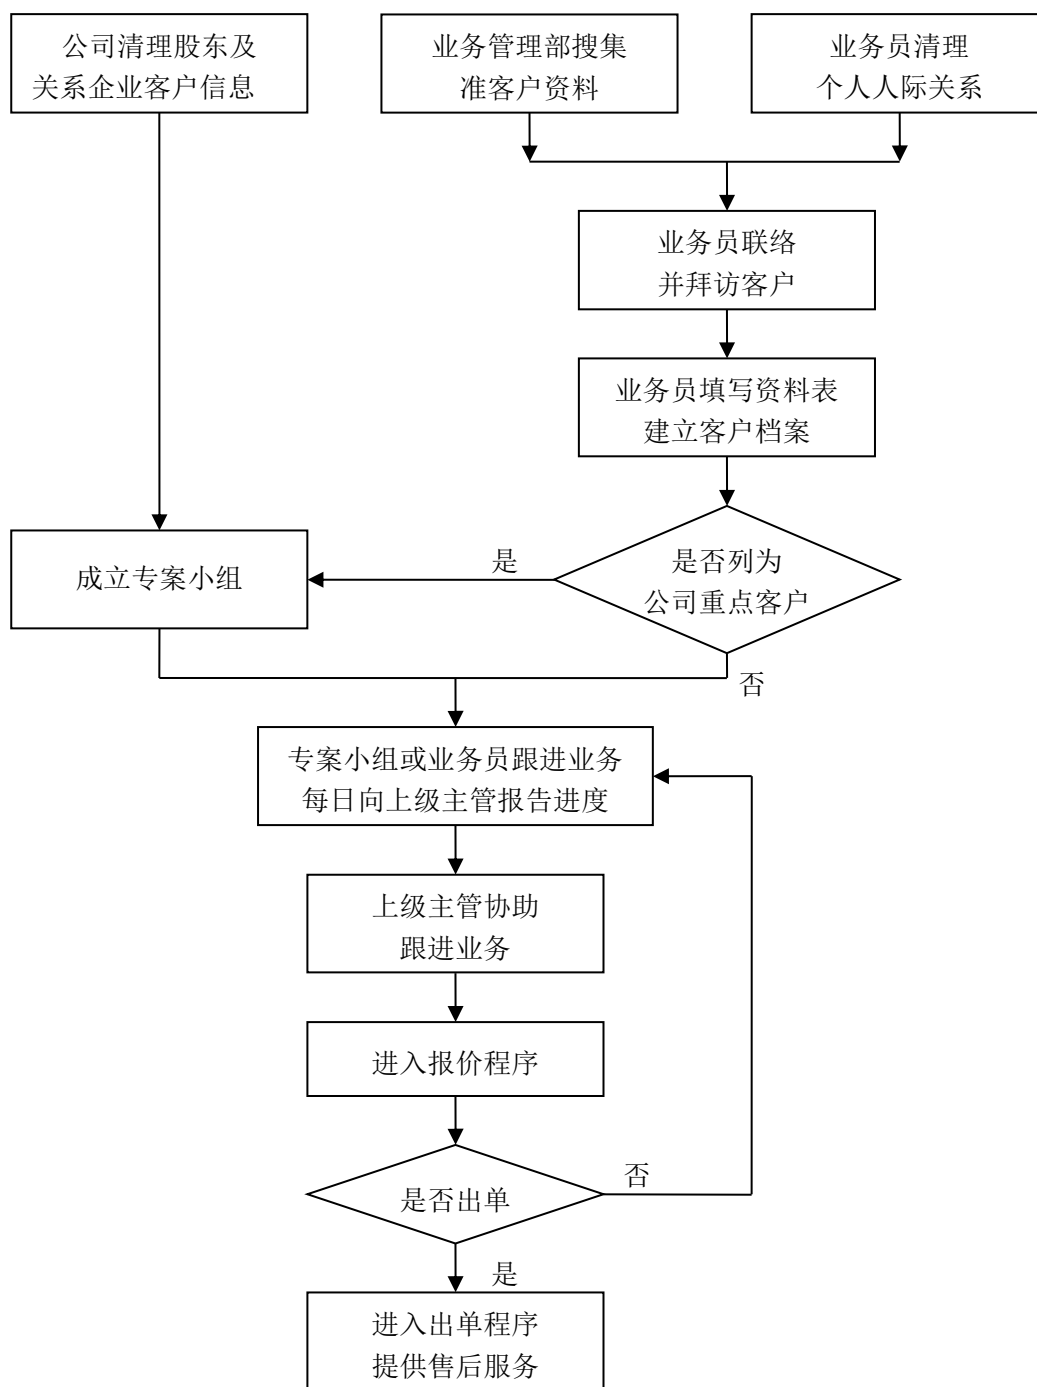 公司清理股东及
关系企业客户信息
业务管理部搜集
准客户资料
业务员清理
个人人际关系
业务员联络
并拜访客户
业务员填写资料表
建立客户档案
是否列为
公司重点客户
是
成立专案小组
否
专案小组或业务员跟进业务
每日向上级主管报告进度
上级主管协助
跟进业务
进入报价程序
是否出单
否
是
进入出单程序
提供售后服务